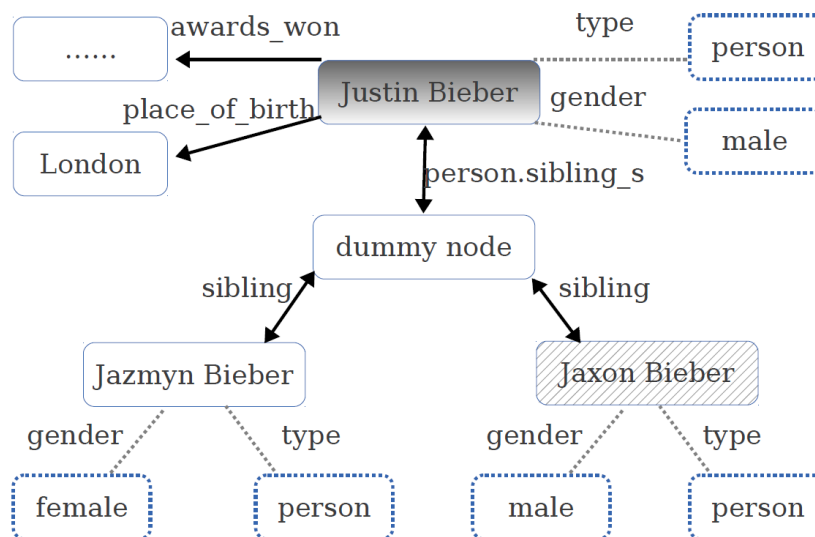 awards_won
type
......
person
Justin Bieber
gender
place_of_birth
male
London
person.sibling_s
dummy node
sibling
sibling
Jazmyn Bieber
Jaxon Bieber
gender
type
gender
type
female
person
male
person